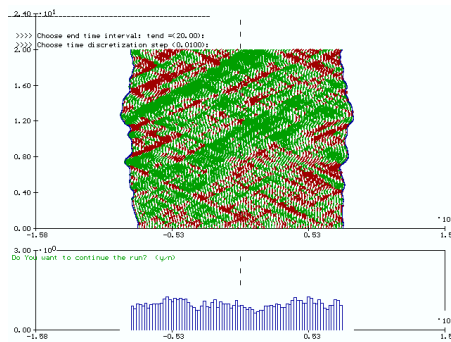 2.40 * 10¹
>>>> Choose end time interval: tend =(20.00):
>>>> Choose time discretization step (0.0100):
2.00
1.60
1.20
0.80
0.40
0.00
-1.58 -0.53 0.53 1.5
* 10
3.00 * 10⁰
Do You want to continue the run? (y/n)
* 10
0.00
-1.58 -0.53 0.53 1.5